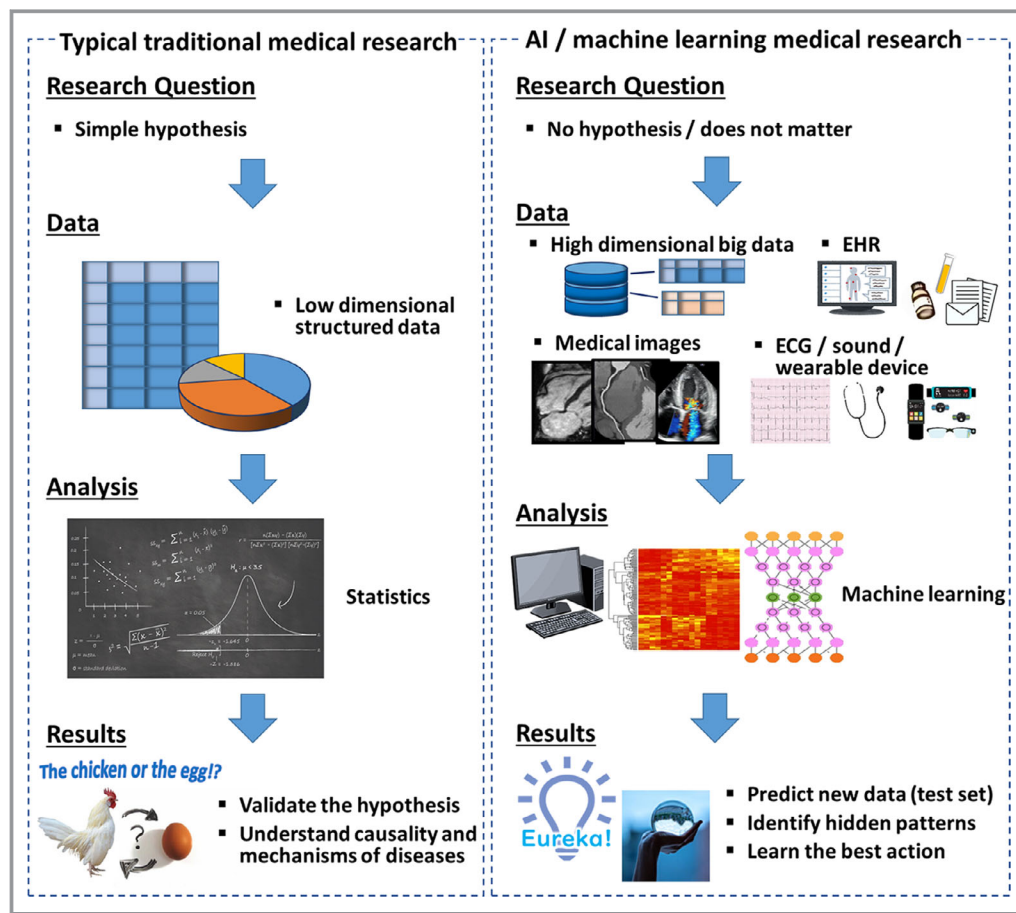 Typical traditional medical research
Research Question
▪ Simple hypothesis
Data
▪ Low dimensional
structured data
Analysis
Statistics
Results
The chicken or the egg!?
?
▪ Validate the hypothesis
▪ Understand causality and
mechanisms of diseases
AI / machine learning medical research
Research Question
▪ No hypothesis / does not matter
Data
▪ High dimensional big data
▪ EHR
▪ Medical images
▪ ECG / sound /
wearable device
Analysis
Machine learning
Results
Eureka!
▪ Predict new data (test set)
▪ Identify hidden patterns
▪ Learn the best action